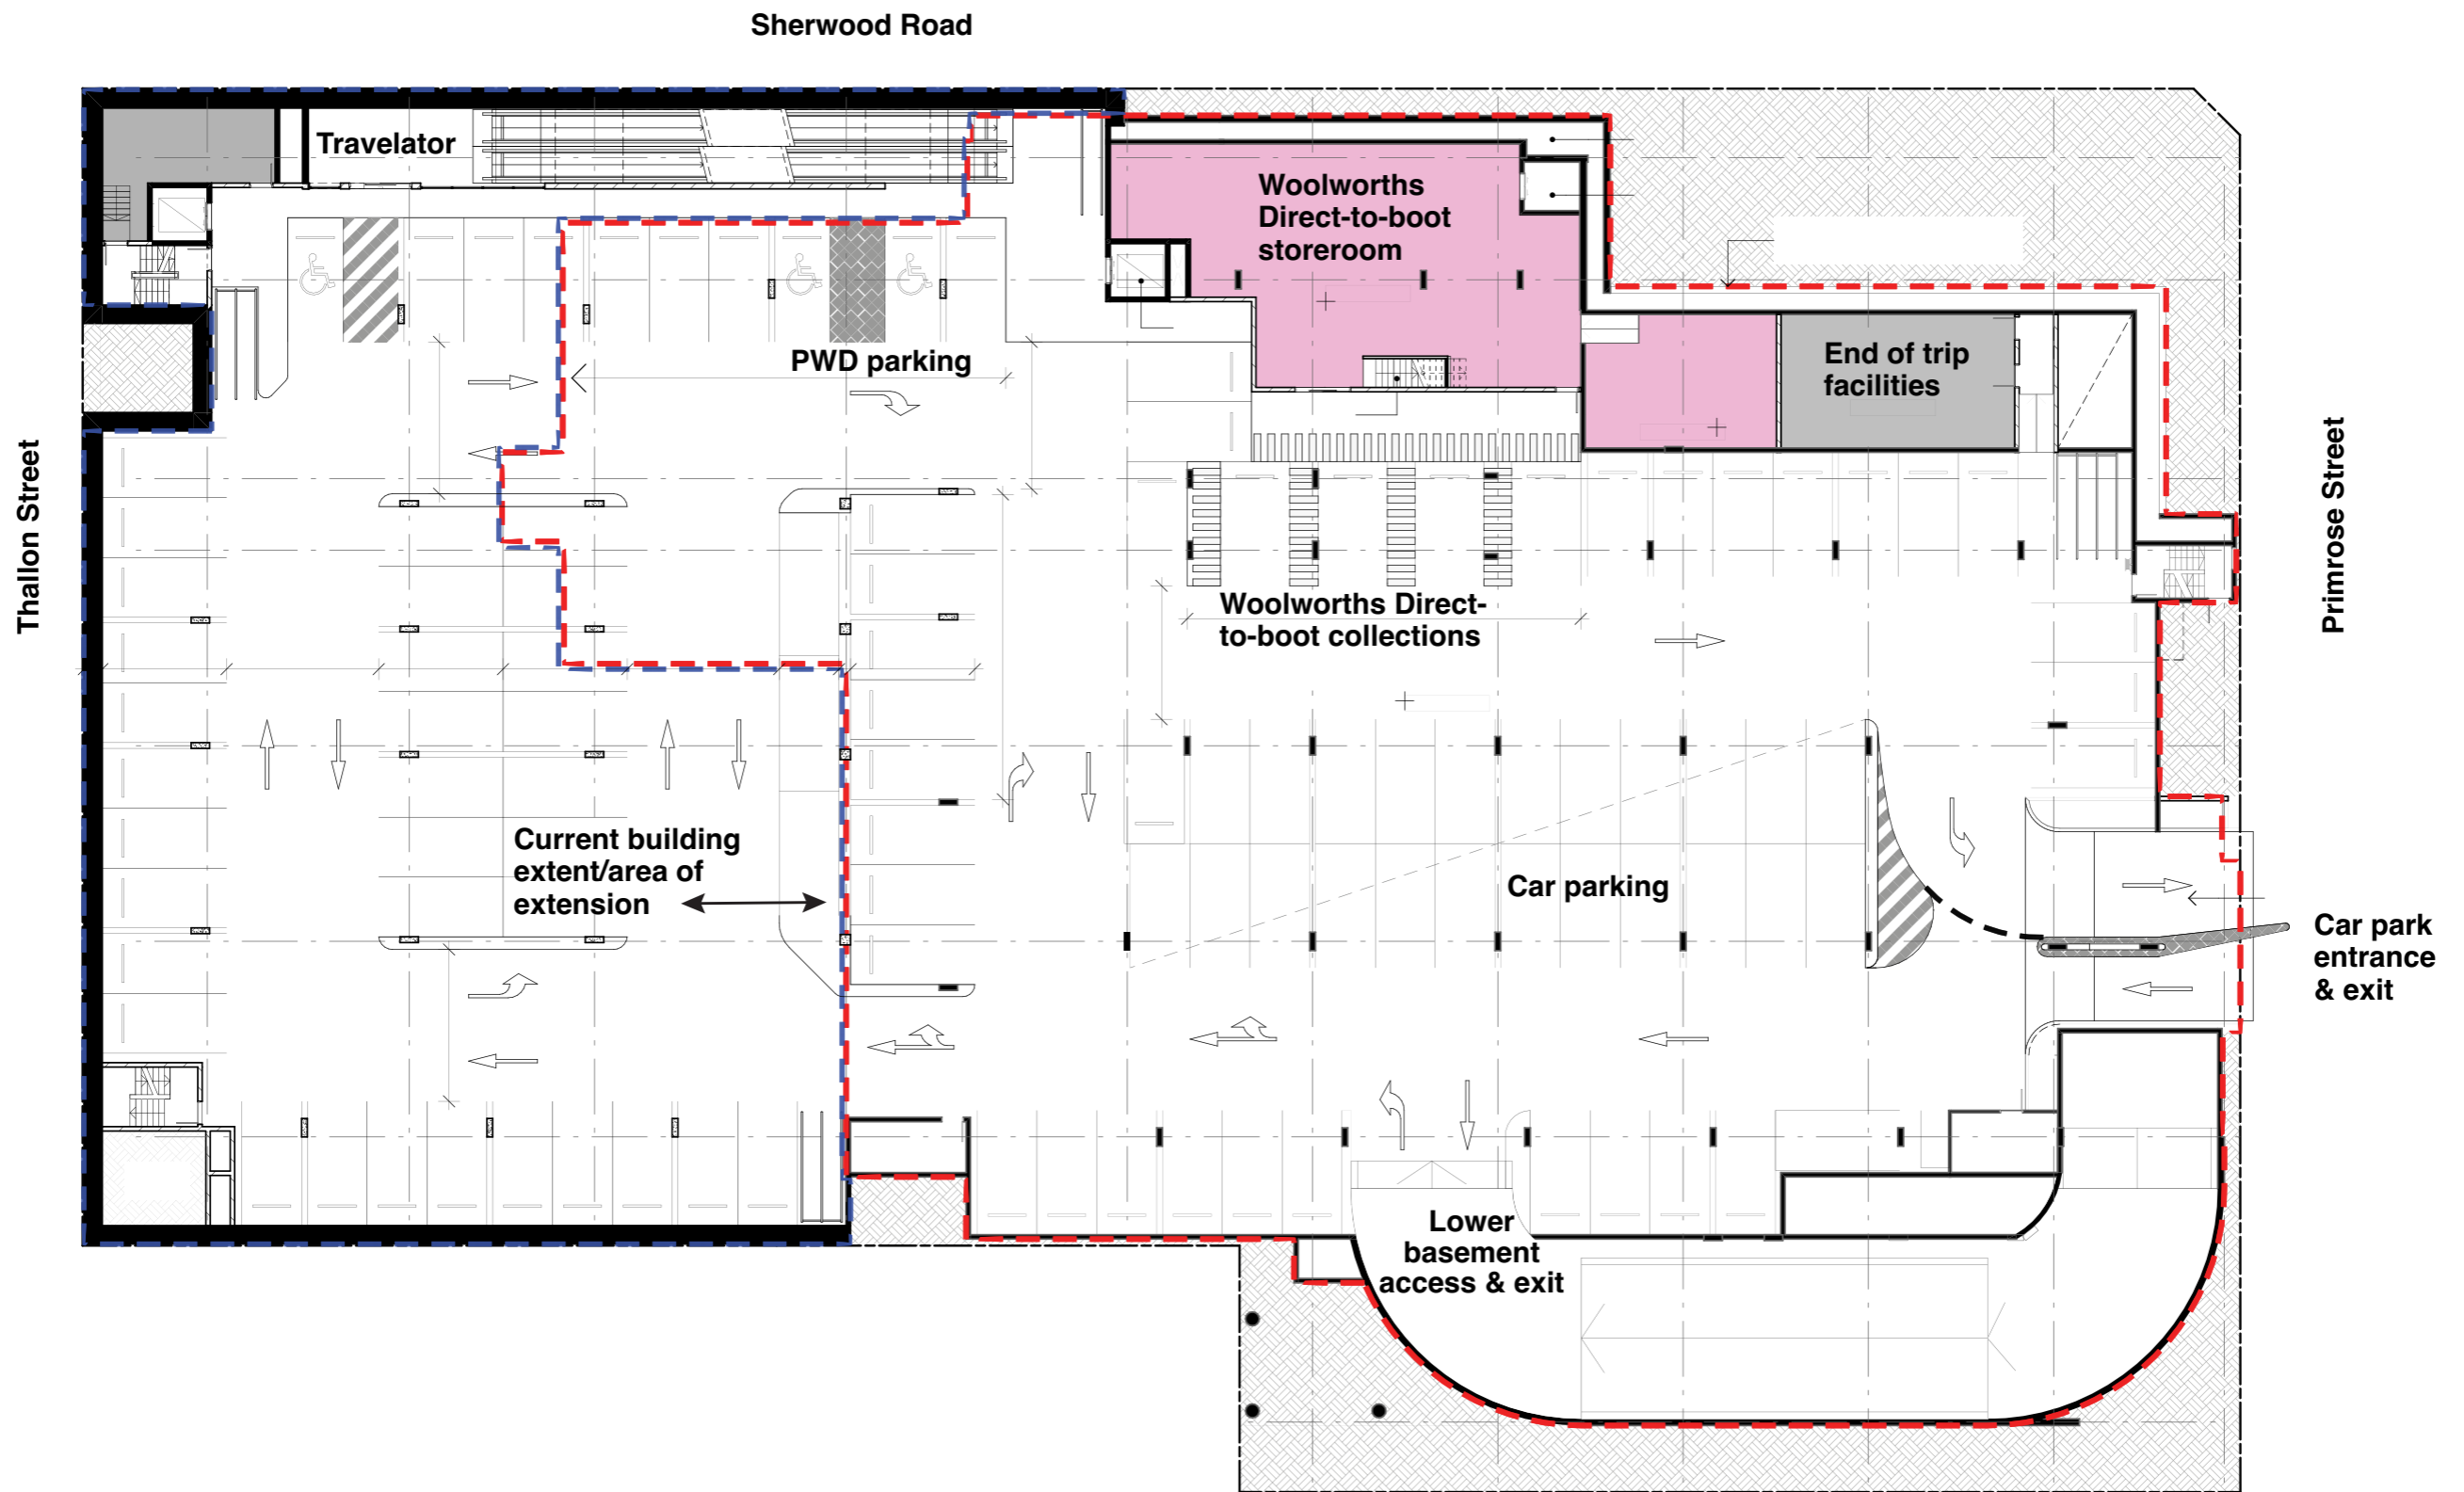 Sherwood Road
Travelator
Woolworths
Direct-to-boot
storeroom
PWD parking
End of trip
facilities
Thallon Street
Primrose Street
Woolworths Direct-
to-boot collections
Current building
extent/area of
extension
Car parking
Car park
entrance
& exit
Lower
basement
access & exit